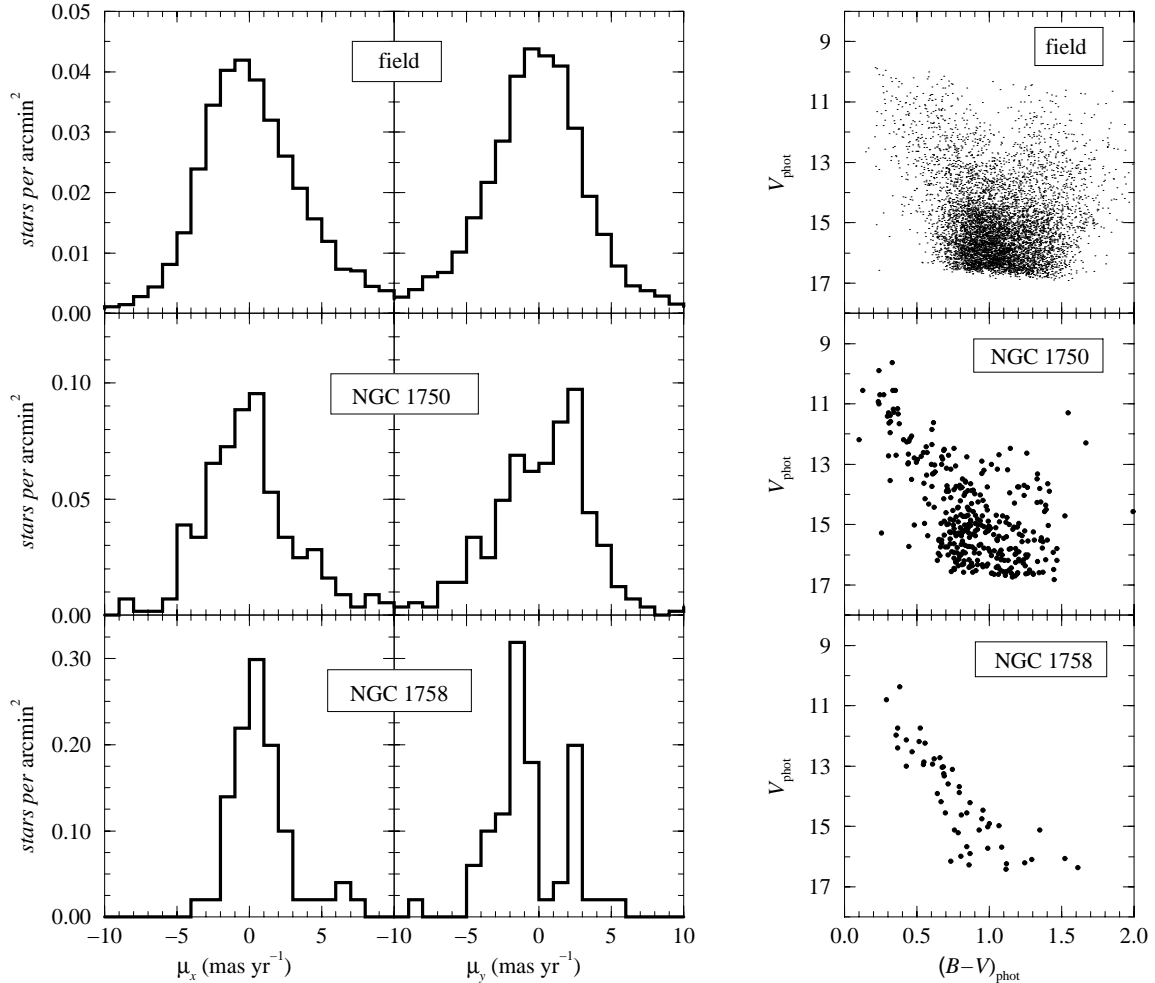 0.05
0.04
0.03
0.02
0.01
0.00
stars per arcmin²
field
0.10
0.05
0.00
stars per arcmin²
NGC 1750
0.30
0.20
0.10
0.00
stars per arcmin²
NGC 1758
−10 −5 0 5 −10 −5 0 5 10
μx (mas yr⁻¹) μy (mas yr⁻¹)
9
11
13
15
17
Vphot
field
9
11
13
15
17
Vphot
NGC 1750
9
11
13
15
17
Vphot
NGC 1758
0.0 0.5 1.0 1.5 2.0
(B−V)phot